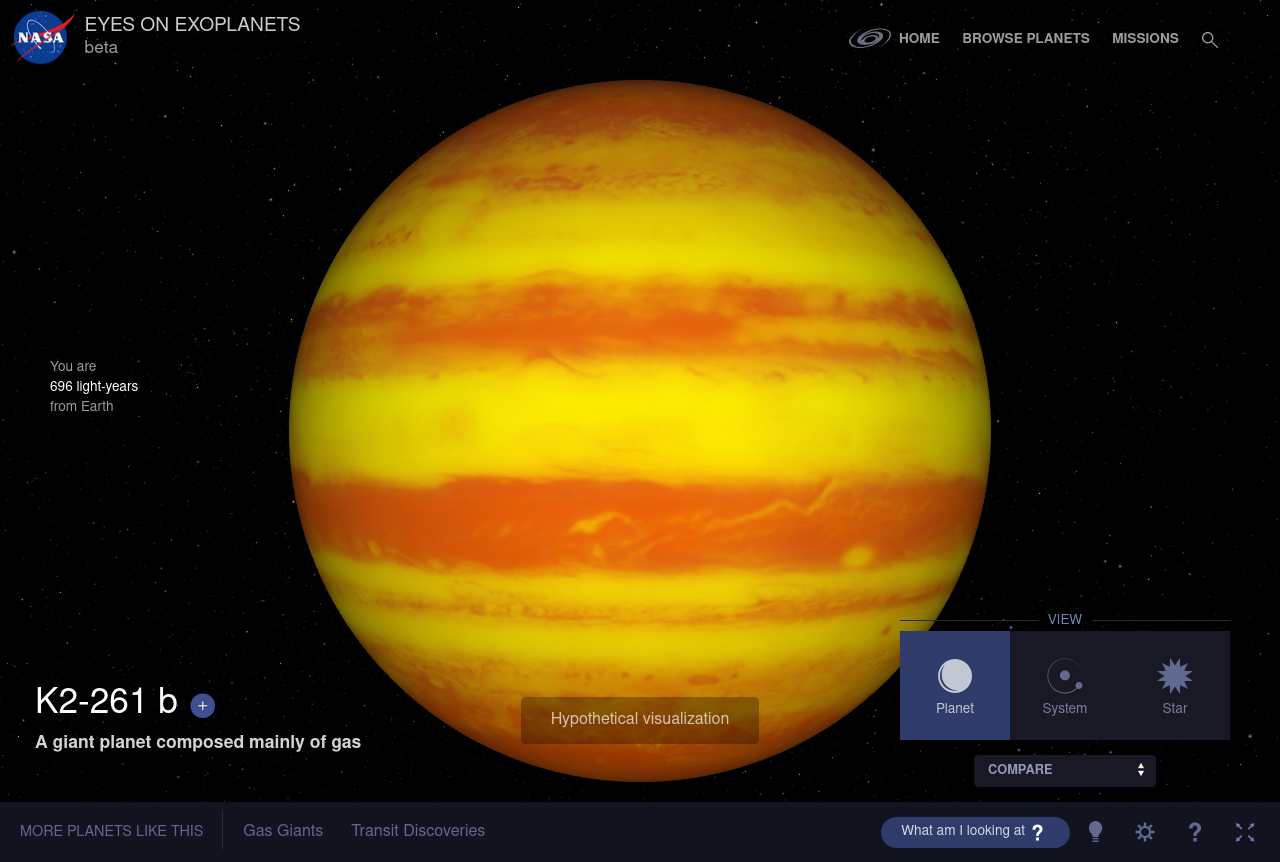 NASA
EYES ON EXOPLANETS
beta
HOME
BROWSE PLANETS
MISSIONS
You are
696 light-years
from Earth
VIEW
Planet
System
Star
COMPARE
K2-261 b +
A giant planet composed mainly of gas
Hypothetical visualization
MORE PLANETS LIKE THIS
Gas Giants
Transit Discoveries
What am I looking at ?
?